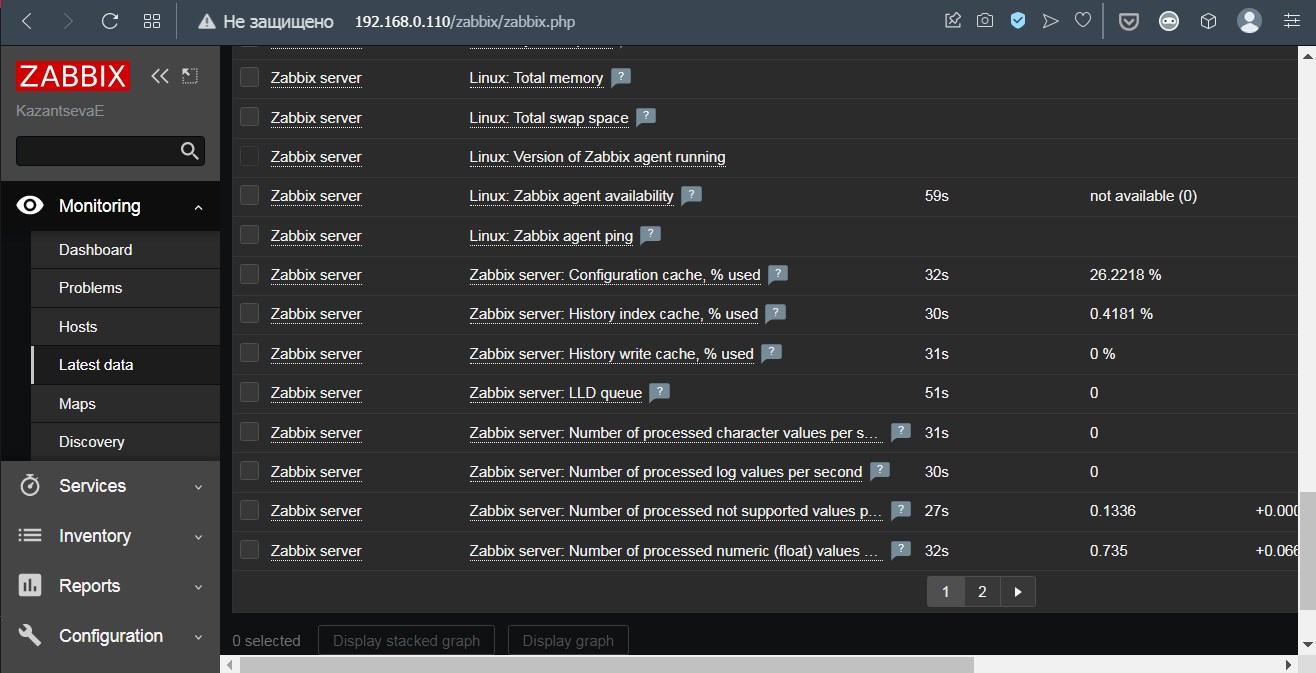 Не защищено 192.168.0.110/zabbix/zabbix.php
ZABBIX
KazantsevaE
Monitoring
Dashboard
Problems
Hosts
Latest data
Maps
Discovery
Services
Inventory
Reports
Configuration
Zabbix server Linux: Total memory ?
Zabbix server Linux: Total swap space ?
Zabbix server Linux: Version of Zabbix agent running
Zabbix server Linux: Zabbix agent availability ? 59s not available (0)
Zabbix server Linux: Zabbix agent ping ?
Zabbix server Zabbix server: Configuration cache, % used ? 32s 26.2218 %
Zabbix server Zabbix server: History index cache, % used ? 30s 0.4181 %
Zabbix server Zabbix server: History write cache, % used ? 31s 0 %
Zabbix server Zabbix server: LLD queue ? 51s 0
Zabbix server Zabbix server: Number of processed character values per s... ? 31s 0
Zabbix server Zabbix server: Number of processed log values per second ? 30s 0
Zabbix server Zabbix server: Number of processed not supported values p... ? 27s 0.1336 +0.000
Zabbix server Zabbix server: Number of processed numeric (float) values ... ? 32s 0.735 +0.066
1 2
0 selected Display stacked graph Display graph